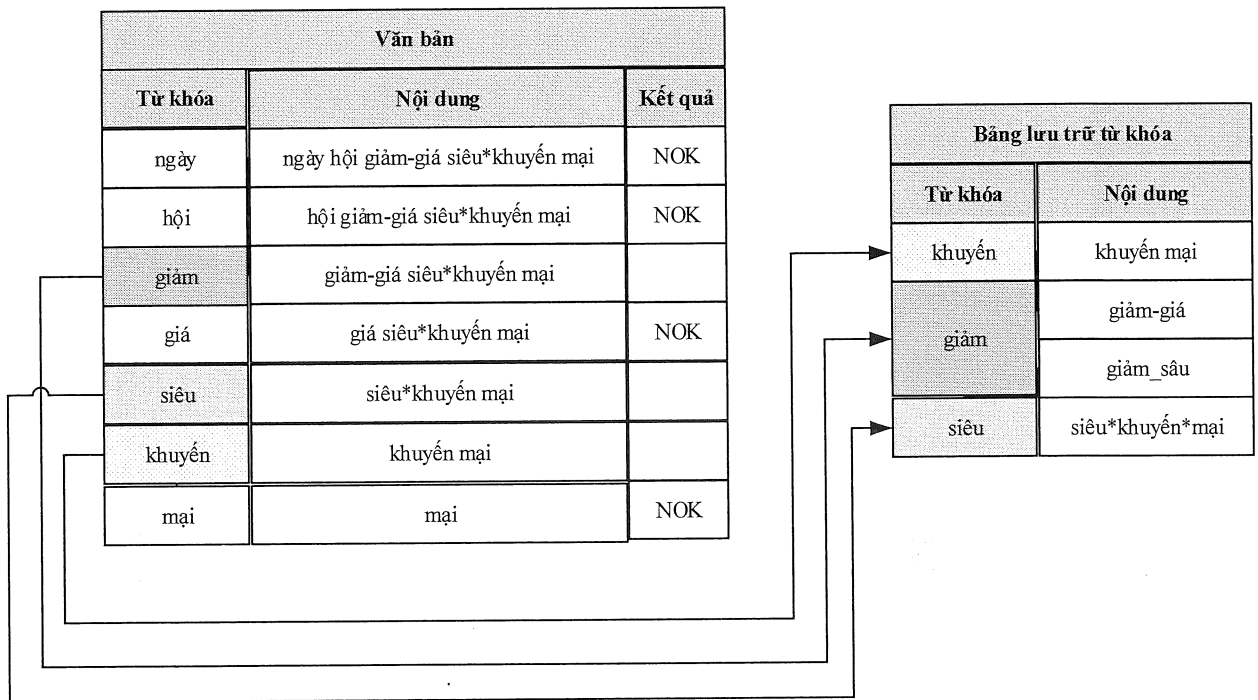 Văn bản
Từ khóa Nội dung Kết quả
ngày ngày hội giảm-giá siêu*khuyến mại NOK
hội hội giảm-giá siêu*khuyến mại NOK
giảm giảm-giá siêu*khuyến mại
giá giá siêu*khuyến mại NOK
siêu siêu*khuyến mại
khuyến khuyến mại
mại mại NOK
Bảng lưu trữ từ khóa
Từ khóa Nội dung
khuyến khuyến mại
giảm giảm-giá
giảm_sâu
siêu siêu*khuyến*mại